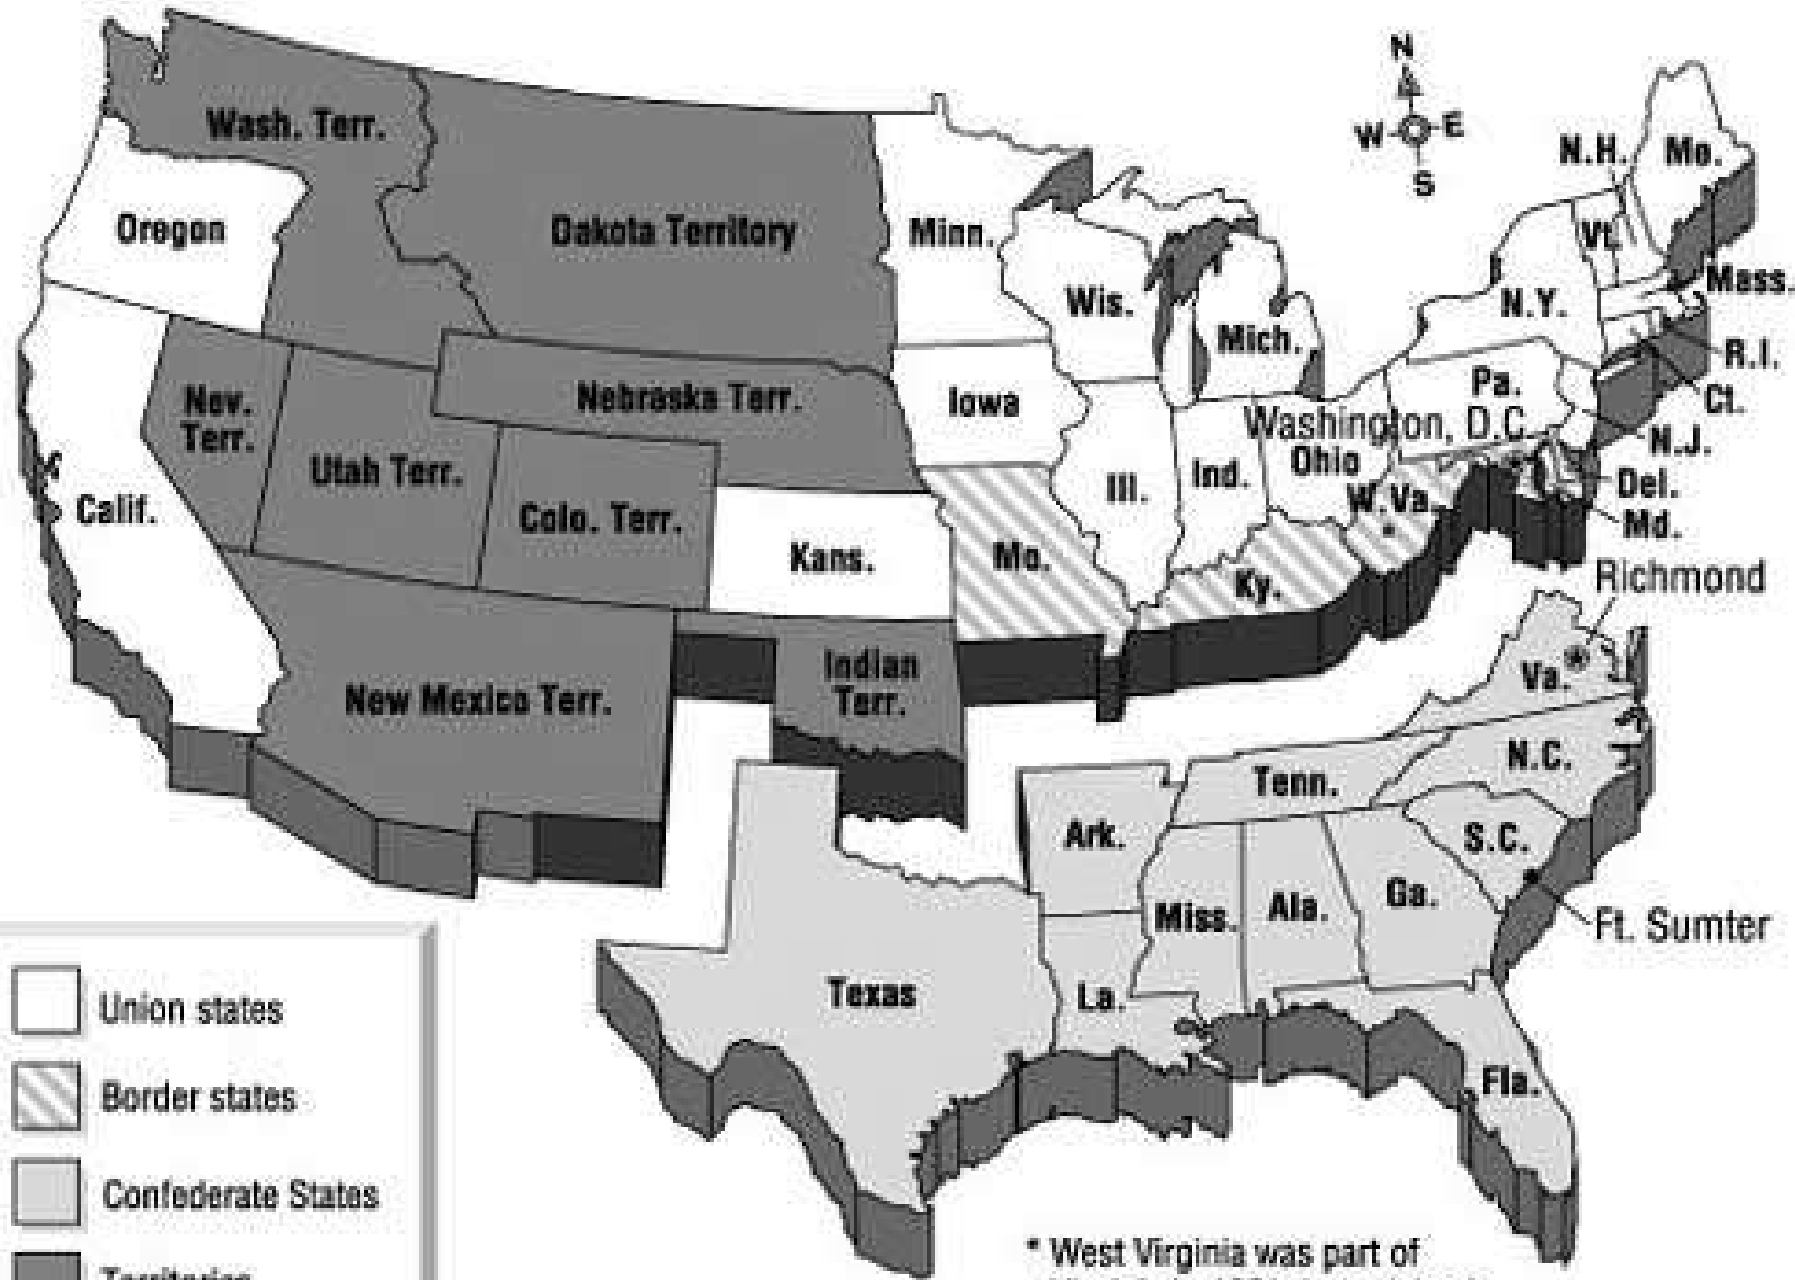 N
W E
S
Wash. Terr.
Oregon
Dakota Territory
Minn.
N.H.
Me.
Vt.
Mass.
Wis.
N.Y.
Mich.
R.I.
Nev.
Terr.
Nebraska Terr.
Iowa
Pa.
Ct.
Washington, D.C.
N.J.
Utah Terr.
Ill.
Ind.
Ohio
Del.
Calif.
Colo. Terr.
W.Va.
*
Md.
Kans.
Mo.
Ky.
Richmond
New Mexico Terr.
Indian
Terr.
Va.
Tenn.
N.C.
Ark.
S.C.
Miss.
Ala.
Ga.
Ft. Sumter
Texas
La.
Fla.
Union states
Border states
Confederate States
Territories
* West Virginia was part of